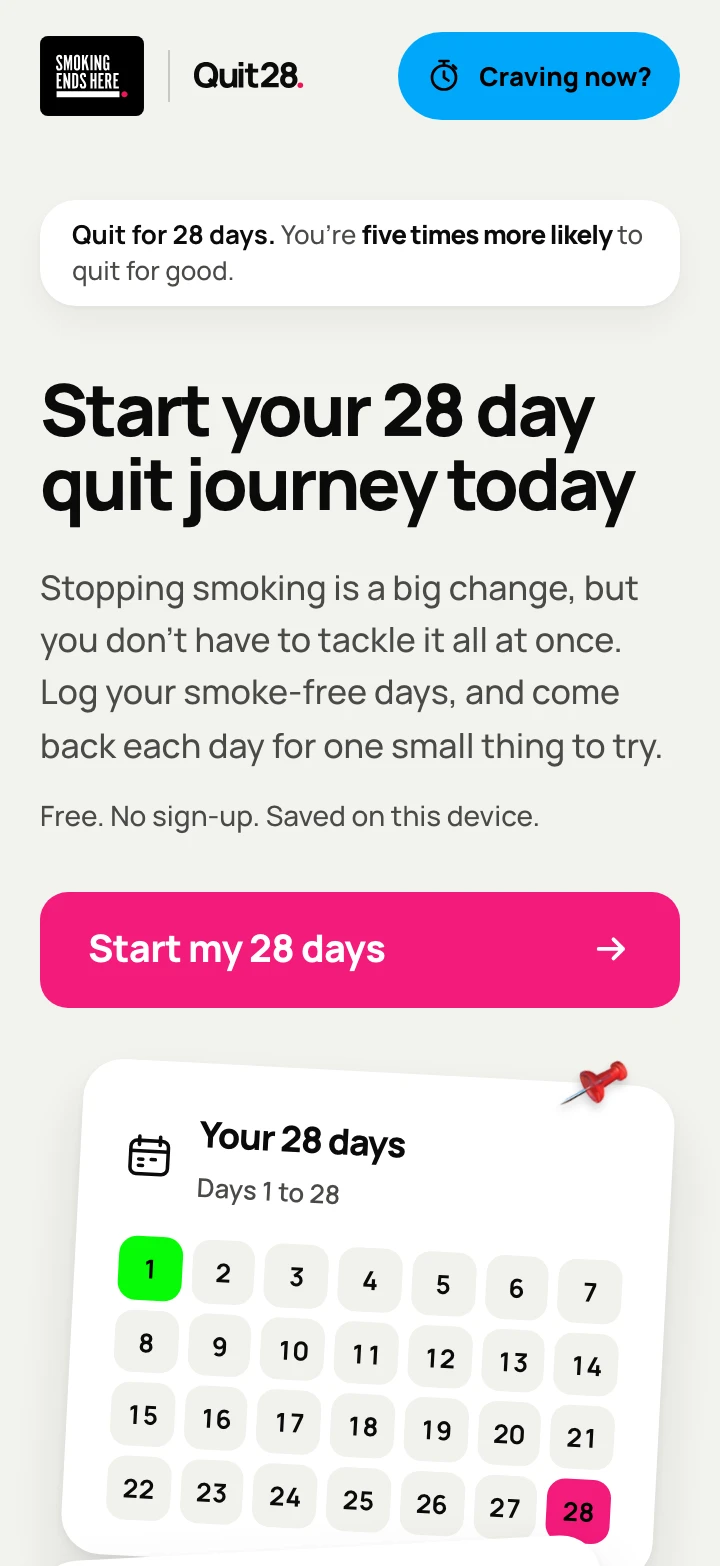 SMOKING
ENDS HERE.
Quit28.
Craving now?
Quit for 28 days. You’re five times more likely to
quit for good.
Start your 28 day
quit journey today
Stopping smoking is a big change, but
you don’t have to tackle it all at once.
Log your smoke-free days, and come
back each day for one small thing to try.
Free. No sign-up. Saved on this device.
Start my 28 days
Your 28 days
Days 1 to 28
1 2 3 4 5 6 7
8 9 10 11 12 13 14
15 16 17 18 19 20 21
22 23 24 25 26 27 28